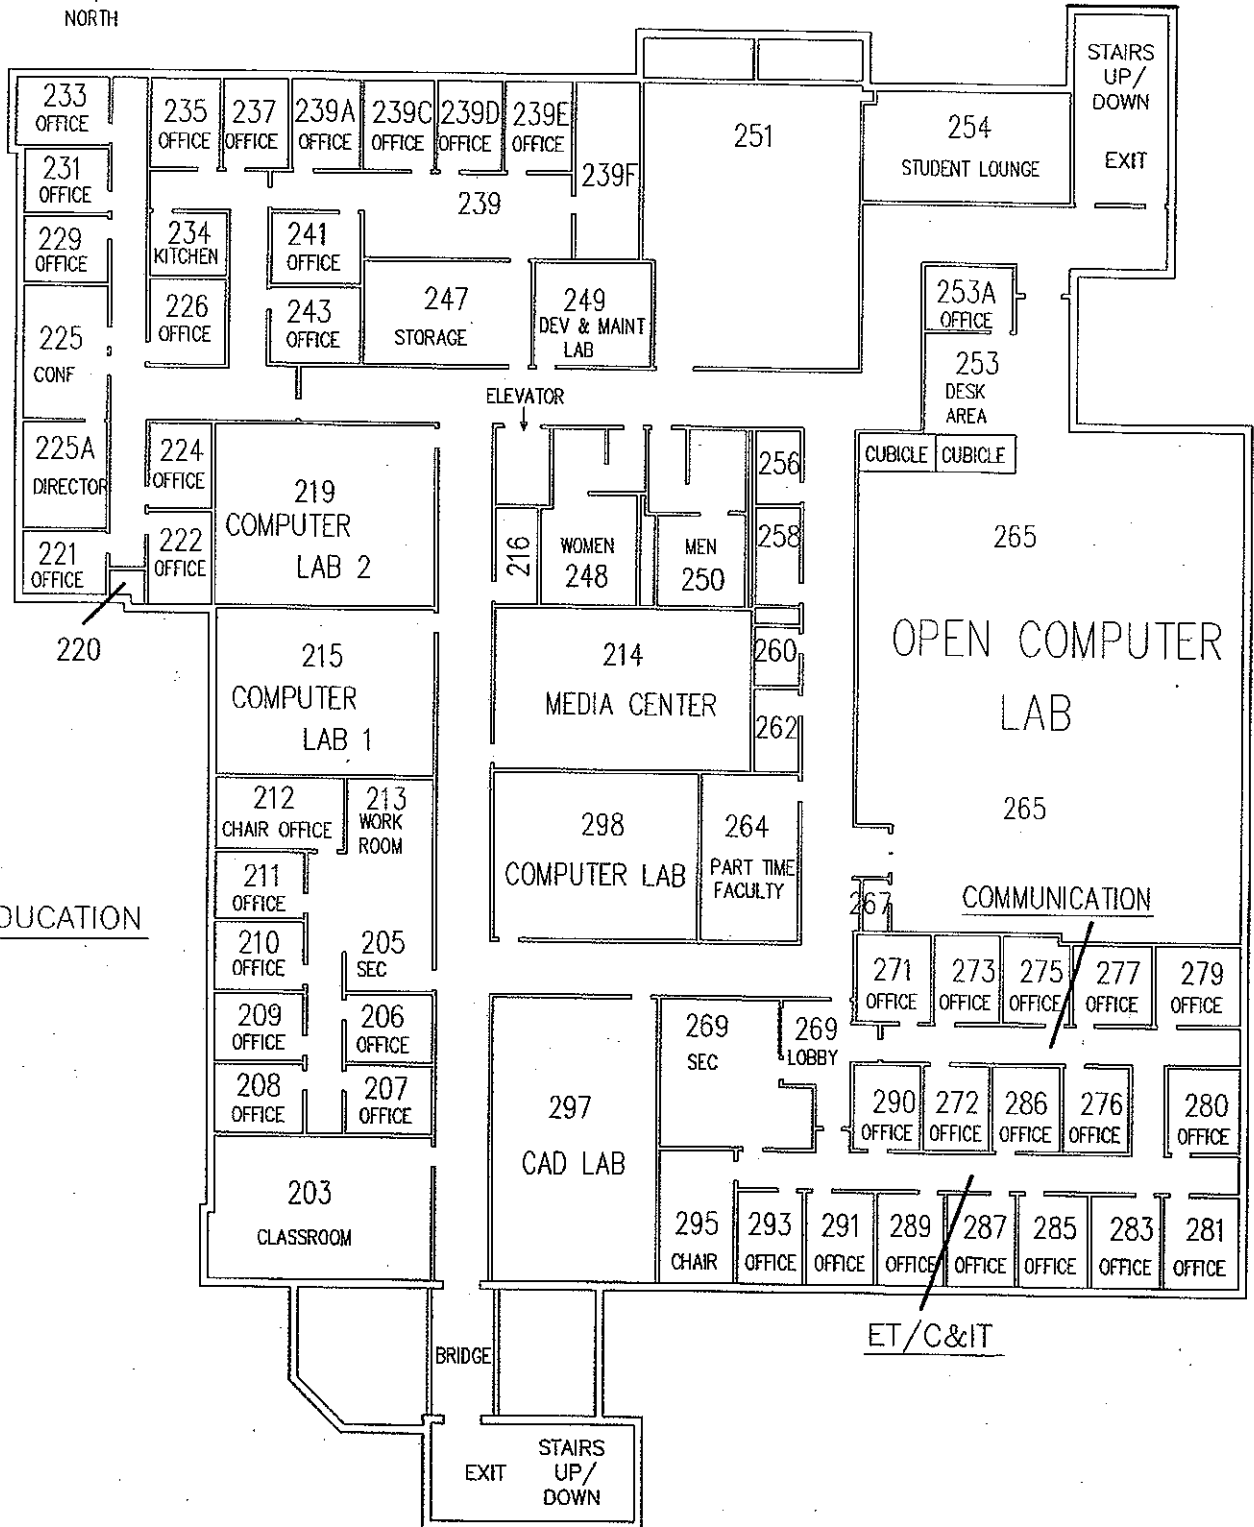 NORTH
STAIRS
UP/
DOWN
EXIT
233
OFFICE
235
OFFICE
237
OFFICE
239A
OFFICE
239C
OFFICE
239D
OFFICE
239E
OFFICE
239F
251
254
STUDENT LOUNGE
231
OFFICE
239
229
OFFICE
234
KITCHEN
241
OFFICE
226
OFFICE
243
OFFICE
247
STORAGE
249
DEV & MAINT
LAB
253A
OFFICE
225
CONF
253
DESK
AREA
ELEVATOR
CUBICLE
CUBICLE
225A
DIRECTOR
224
OFFICE
219
COMPUTER
LAB 2
256
258
216
WOMEN
248
MEN
250
265
221
OFFICE
222
OFFICE
220
OPEN COMPUTER
LAB
215
COMPUTER
LAB 1
214
MEDIA CENTER
260
262
265
212
CHAIR OFFICE
213
WORK
ROOM
298
COMPUTER LAB
264
PART TIME
FACULTY
211
OFFICE
267
COMMUNICATION
DUCATION
210
OFFICE
205
SEC
271
OFFICE
273
OFFICE
275
OFFICE
277
OFFICE
279
OFFICE
209
OFFICE
206
OFFICE
269
SEC
269
LOBBY
208
OFFICE
207
OFFICE
297
CAD LAB
290
OFFICE
272
OFFICE
286
OFFICE
276
OFFICE
280
OFFICE
203
CLASSROOM
295
CHAIR
293
OFFICE
291
OFFICE
289
OFFICE
287
OFFICE
285
OFFICE
283
OFFICE
281
OFFICE
ET/C&IT
BRIDGE
EXIT
STAIRS
UP/
DOWN